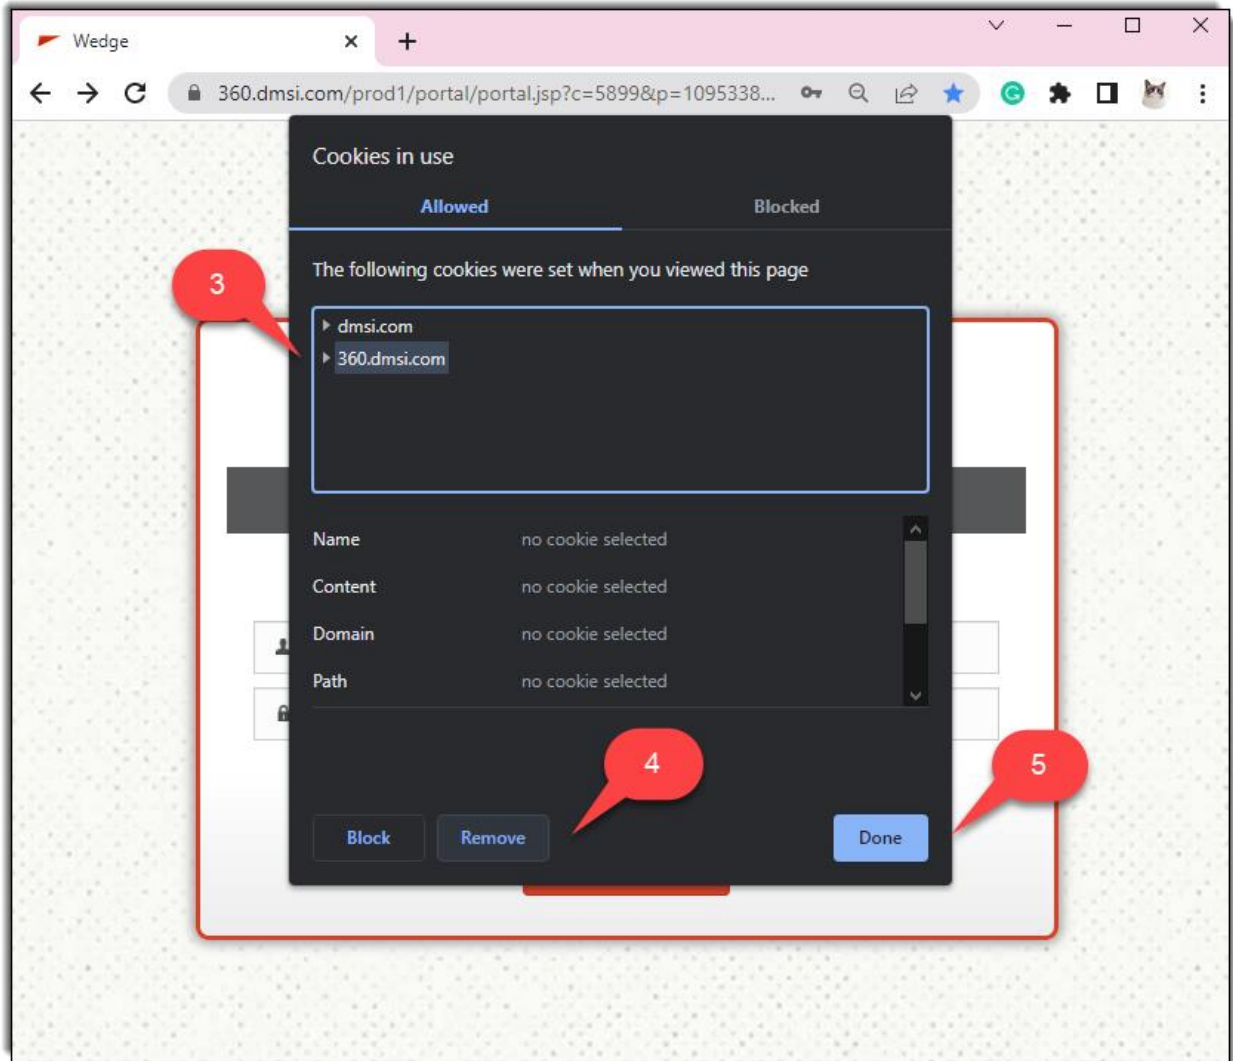 Wedge
360.dmsi.com/prod1/portal/portal.jsp?c=5899&p=1095338...
Cookies in use
Allowed Blocked
The following cookies were set when you viewed this page
3
dmsi.com
360.dmsi.com
Name no cookie selected
Content no cookie selected
Domain no cookie selected
Path no cookie selected
4
5
Block Remove Done